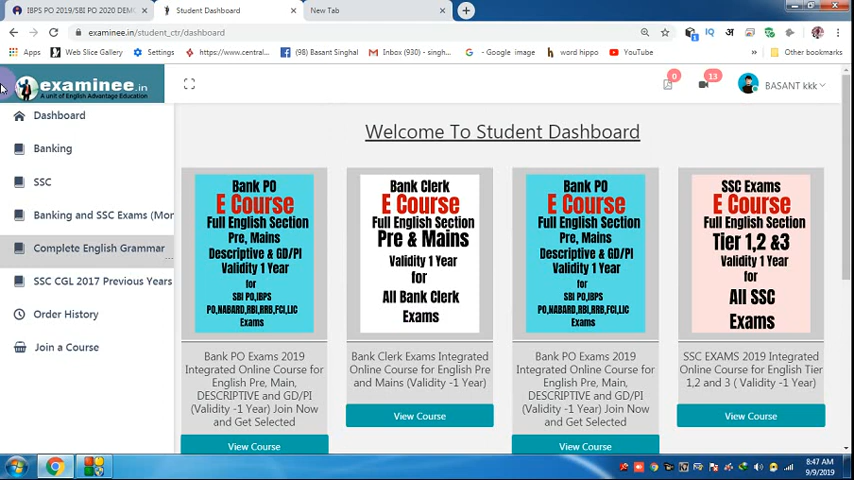 IBPS PO 2019/SBI PO 2020 DEMO
Student Dashboard
New Tab
examinee.in/student_ctr/dashboard
Apps
Web Slice Gallery
Settings
https://www.central...
(98) Basant Singhal
Inbox (930) - singh...
Google image
word hippo
YouTube
Other bookmarks
examinee.in
A unit of English Advantage Education
0
13
BASANT kkk
Dashboard
Banking
SSC
Banking and SSC Exams (Mor
Complete English Grammar
SSC CGL 2017 Previous Years
Order History
Join a Course
Welcome To Student Dashboard
Bank PO
E Course
Full English Section
Pre, Mains
Descriptive & GD/PI
Validity 1 Year
for
SBI PO,IBPS
PO,NABARD,RBI,RRB,FCI,LIC
Exams
Bank PO Exams 2019
Integrated Online Course for
English Pre, Main,
DESCRIPTIVE and GD/PI
(Validity -1 Year) Join Now
and Get Selected
View Course
Bank Clerk
E Course
Full English Section
Pre & Mains
Validity 1 Year
for
All Bank Clerk
Exams
Bank Clerk Exams Integrated
Online Course for English Pre
and Mains (Validity -1 Year)
View Course
Bank PO
E Course
Full English Section
Pre, Mains
Descriptive & GD/PI
Validity 1 Year
for
SBI PO,IBPS
PO,NABARD,RBI,RRB,FCI,LIC
Exams
Bank PO Exams 2019
Integrated Online Course for
English Pre, Main,
DESCRIPTIVE and GD/PI
(Validity -1 Year) Join Now
and Get Selected
View Course
SSC Exams
E Course
Full English Section
Tier 1,2 &3
Validity 1 Year
for
All SSC
Exams
SSC EXAMS 2019 Integrated
Online Course for English Tier
1,2 and 3 ( Validity -1 Year)
View Course
8:47 AM
9/9/2019